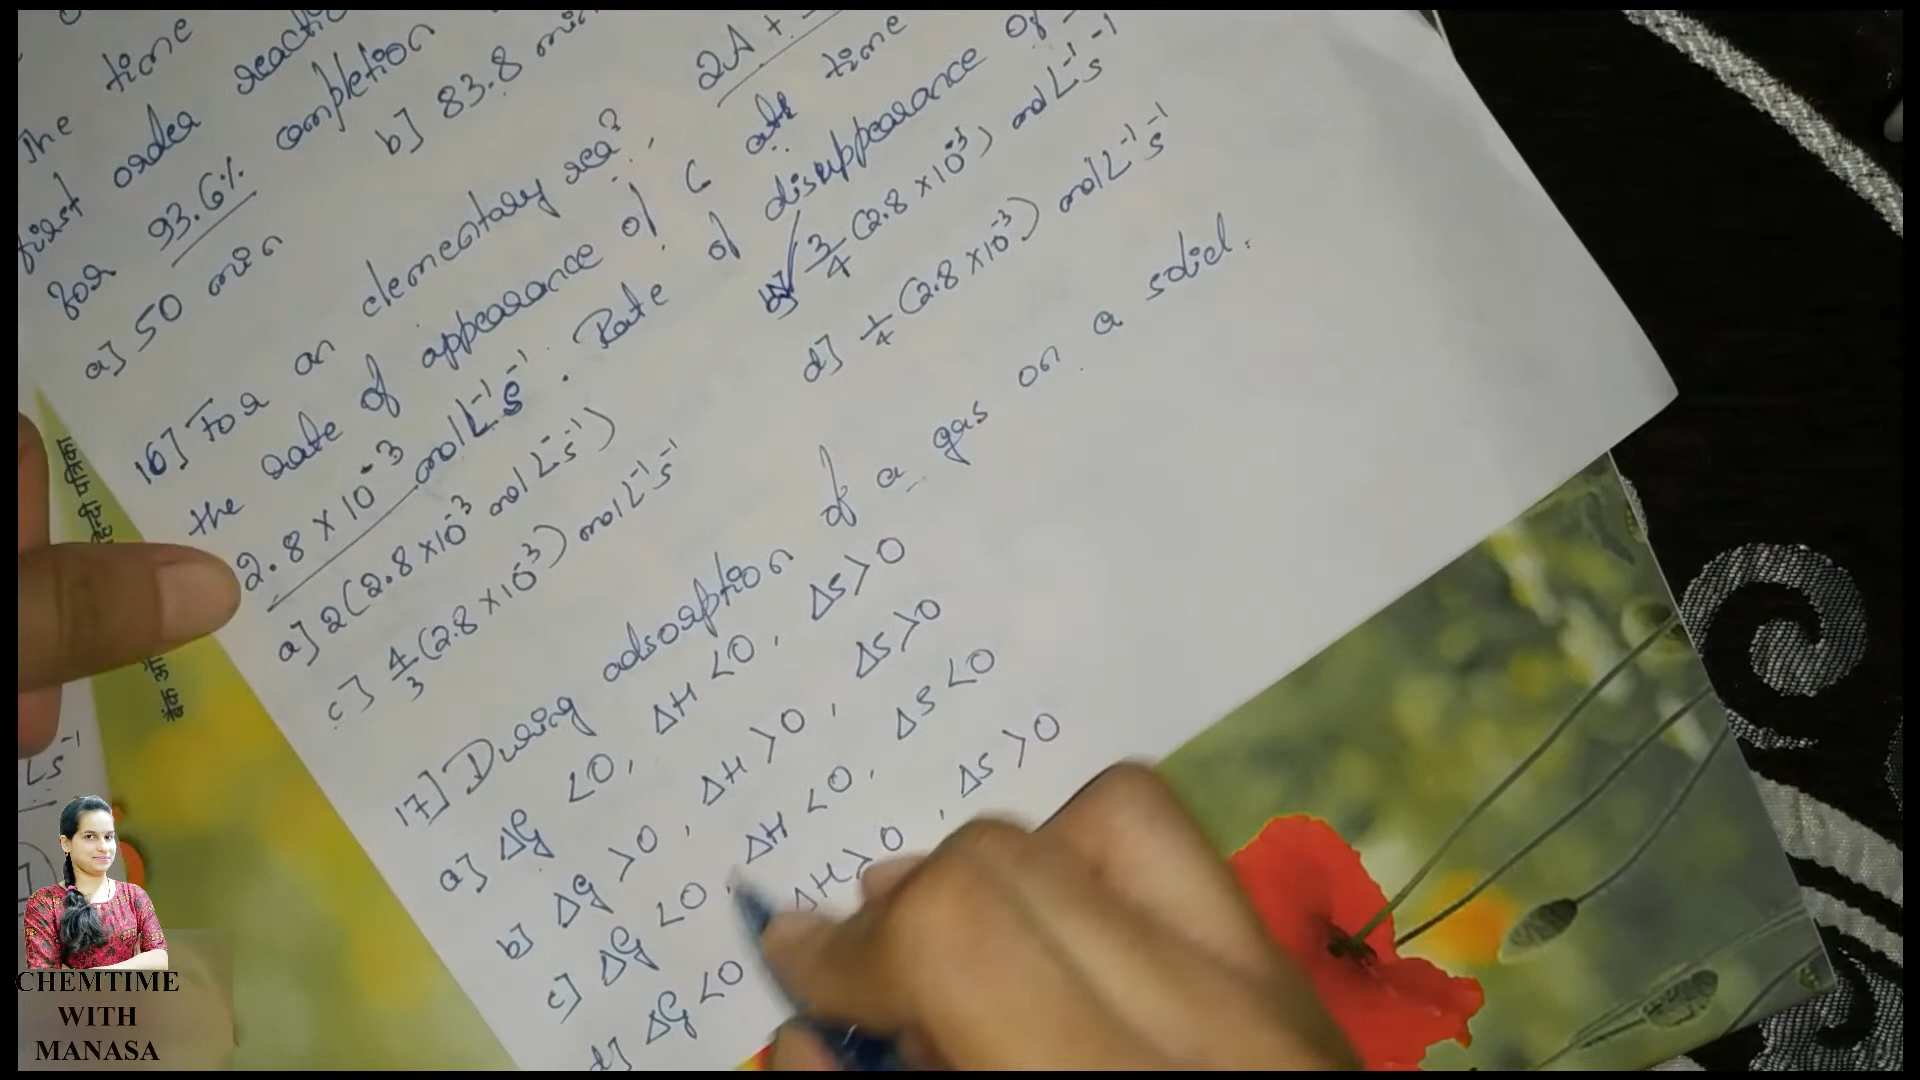 The time
first order reacti
for 93.6% completion
a] 50 min b] 83.8 min
16] For an elementary rea?, 2A +
the rate of appearance of C at time
2.8 × 10⁻³ mol L⁻¹ s⁻¹. Rate of disappearance of
a] 2(2.8 × 10⁻³ mol L⁻¹ s⁻¹) b] 3/4 (2.8 × 10⁻³) mol L⁻¹ s⁻¹
c] 4/3 (2.8 × 10⁻³) mol L⁻¹ s⁻¹ d] 1/4 (2.8 × 10⁻³) mol L⁻¹ s⁻¹
17] During adsorption of a gas on a solid.
a] ΔG <0, ΔH <0, ΔS >0
b] ΔG >0, ΔH >0, ΔS >0
c] ΔG <0, ΔH <0, ΔS <0
d] ΔG <0 ΔH >0, ΔS >0
हिन्दी पत्रिका
बैंक
L s⁻¹
CHEMTIME
WITH
MANASA